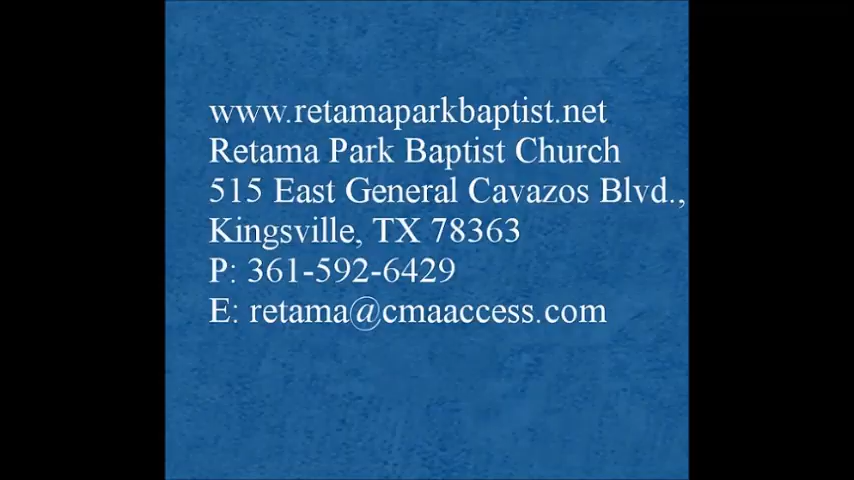 www.retamaparkbaptist.net
Retama Park Baptist Church
515 East General Cavazos Blvd.,
Kingsville, TX 78363
P: 361-592-6429
E: retama@cmaaccess.com